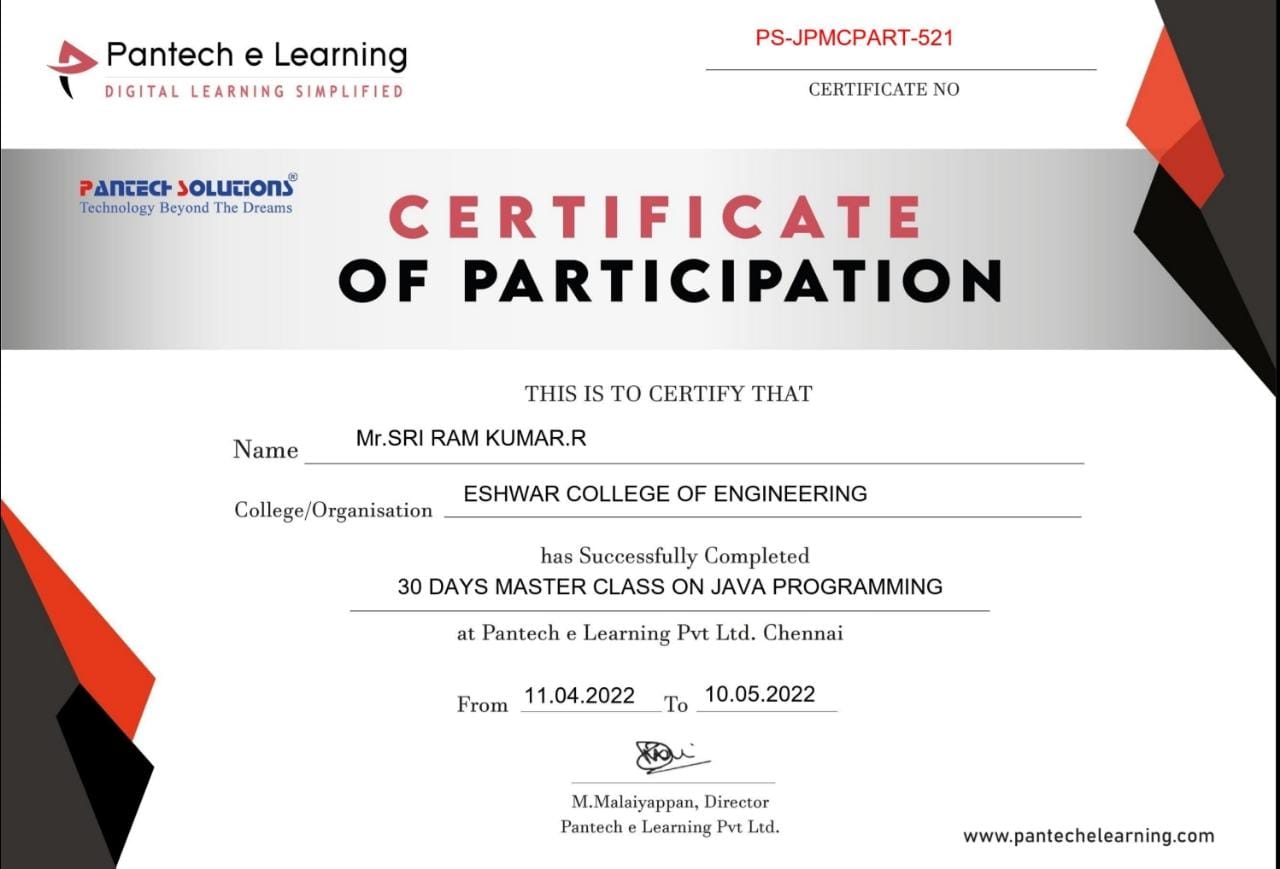 Pantech e Learning
DIGITAL LEARNING SIMPLIFIED
PS-JPMCPART-521
CERTIFICATE NO
PANTECH SOLUTIONS®
Technology Beyond The Dreams
CERTIFICATE
OF PARTICIPATION
THIS IS TO CERTIFY THAT
Name Mr.SRI RAM KUMAR.R
College/Organisation ESHWAR COLLEGE OF ENGINEERING
has Successfully Completed
30 DAYS MASTER CLASS ON JAVA PROGRAMMING
at Pantech e Learning Pvt Ltd. Chennai
From 11.04.2022 To 10.05.2022
M.Malaiyappan, Director
Pantech e Learning Pvt Ltd.
www.pantechelearning.com